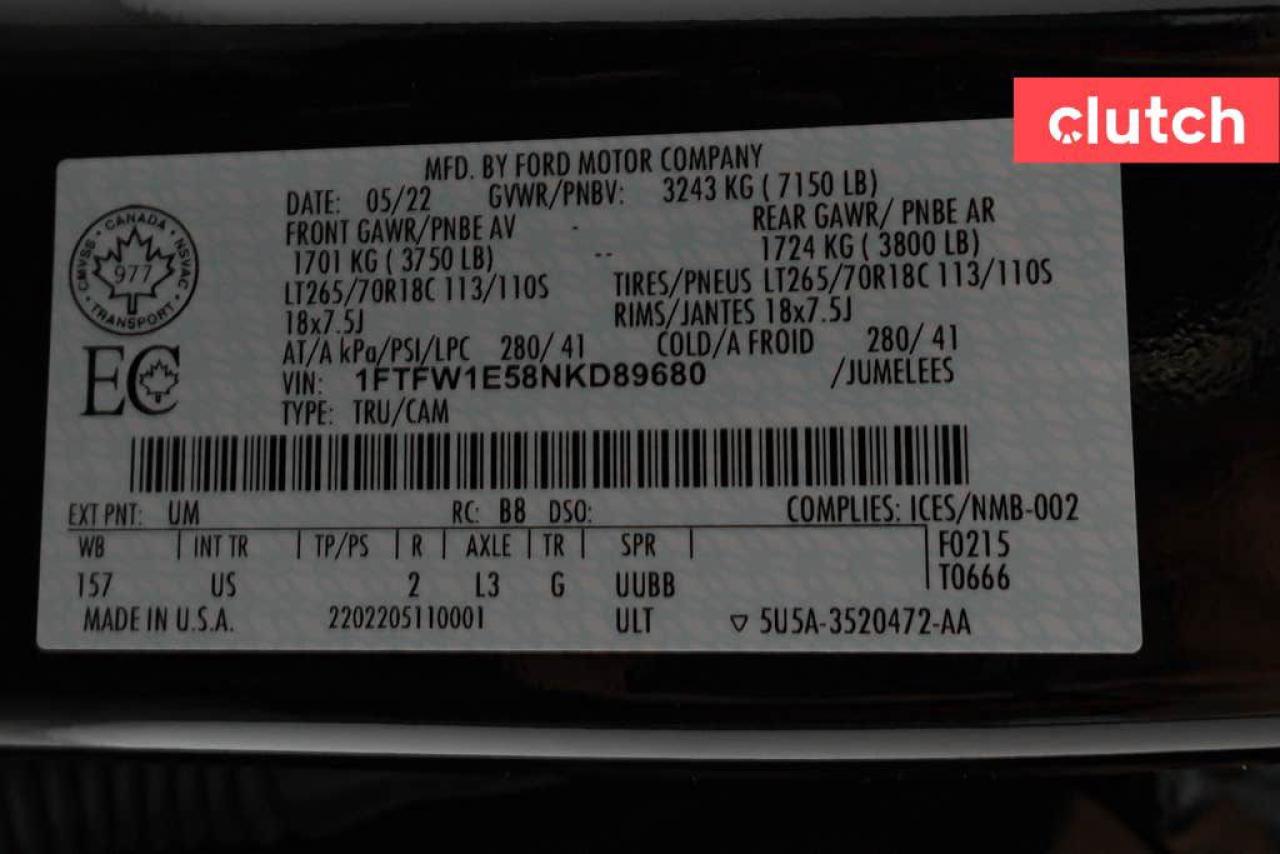 clutch
MFD. BY FORD MOTOR COMPANY
DATE: 05/22 GVWR/PNBV: 3243 KG ( 7150 LB)
FRONT GAWR/PNBE AV - REAR GAWR/ PNBE AR
1701 KG ( 3750 LB) -- 1724 KG ( 3800 LB)
LT265/70R18C 113/110S TIRES/PNEUS LT265/70R18C 113/110S
18x7.5J RIMS/JANTES 18x7.5J
AT/A kPa/PSI/LPC 280/ 41 COLD/A FROID 280/ 41
VIN: 1FTFW1E58NKD89680 /JUMELEES
TYPE: TRU/CAM
CANADA
CMVSS • NSVAC
977
TRANSPORT
EC
EXT PNT: UM RC: B8 DSO: COMPLIES: ICES/NMB-002
WB | INT TR | TP/PS | R | AXLE | TR | SPR | F0215
157 US 2 L3 G UUBB T0666
MADE IN U.S.A. 2202205110001 ULT ▽ 5U5A-3520472-AA